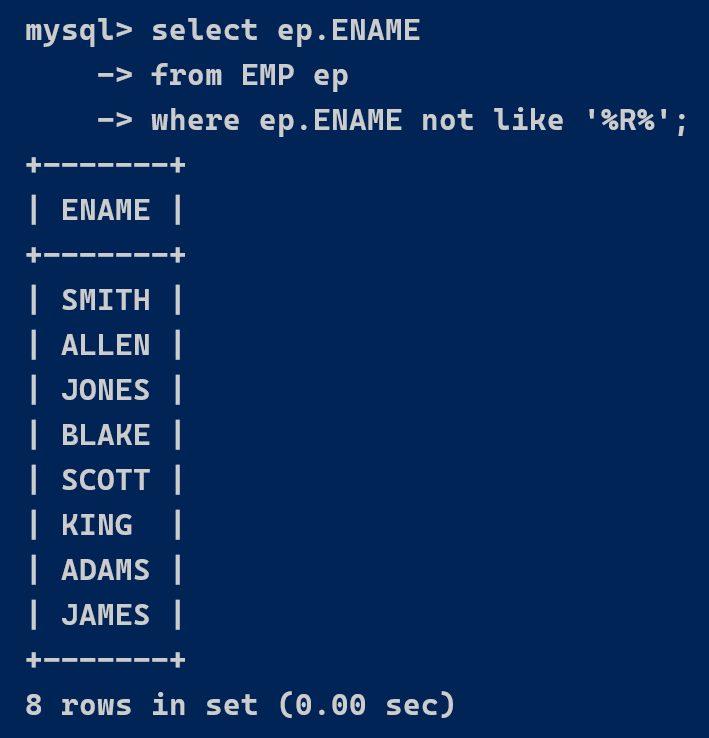 mysql> select ep.ENAME
    -> from EMP ep
    -> where ep.ENAME not like '%R%';
+-------+
| ENAME |
+-------+
| SMITH |
| ALLEN |
| JONES |
| BLAKE |
| SCOTT |
| KING  |
| ADAMS |
| JAMES |
+-------+
8 rows in set (0.00 sec)